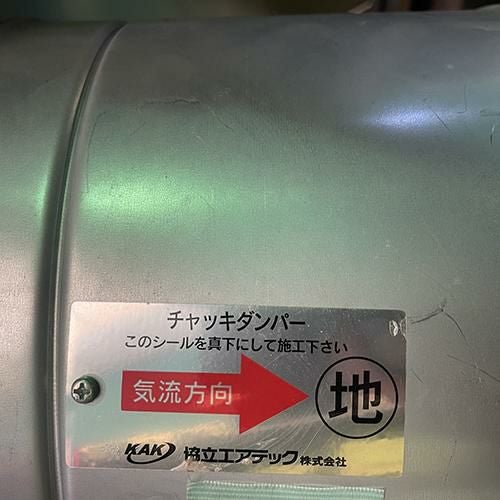 チャッキダンパー
このシールを真下にして施工下さい
気流方向
地
KAK 協立エアテック株式会社